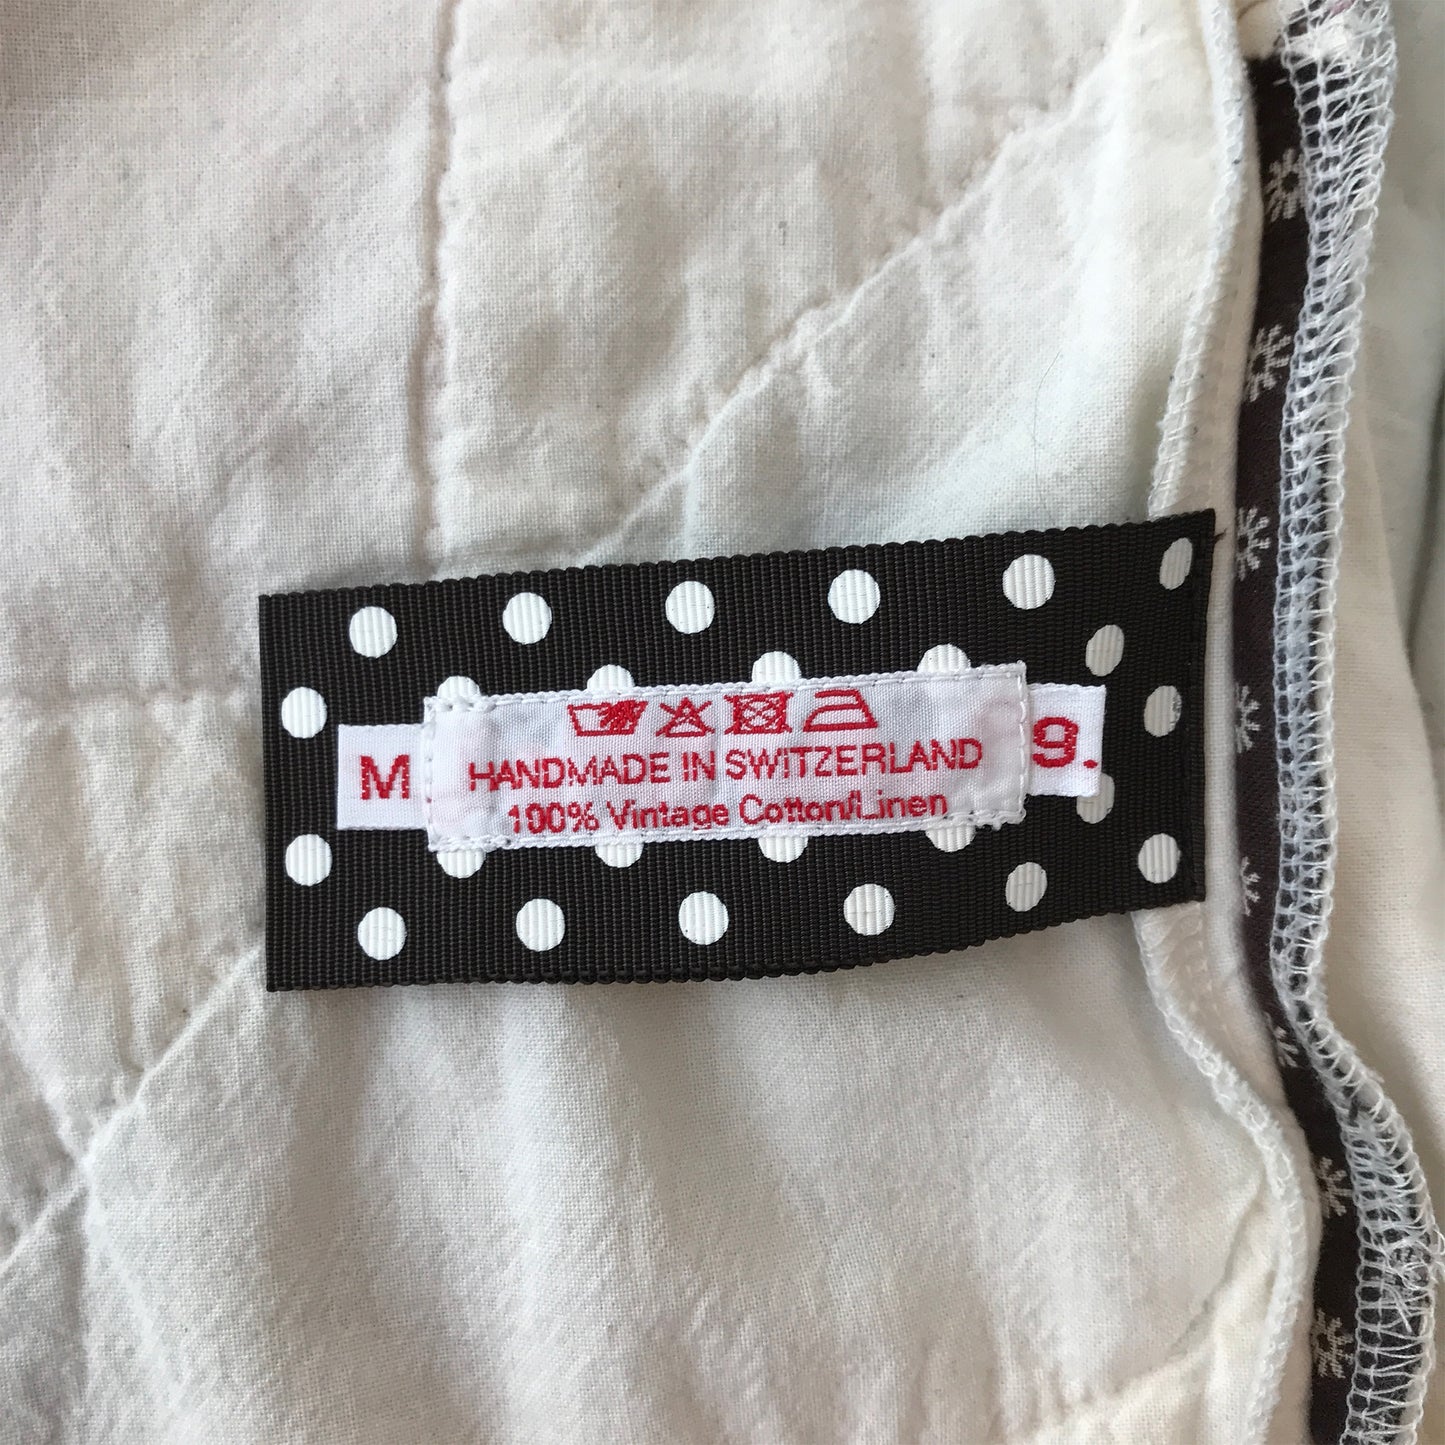 M.
HANDMADE IN SWITZERLAND
100% Vintage Cotton/Linen
9.